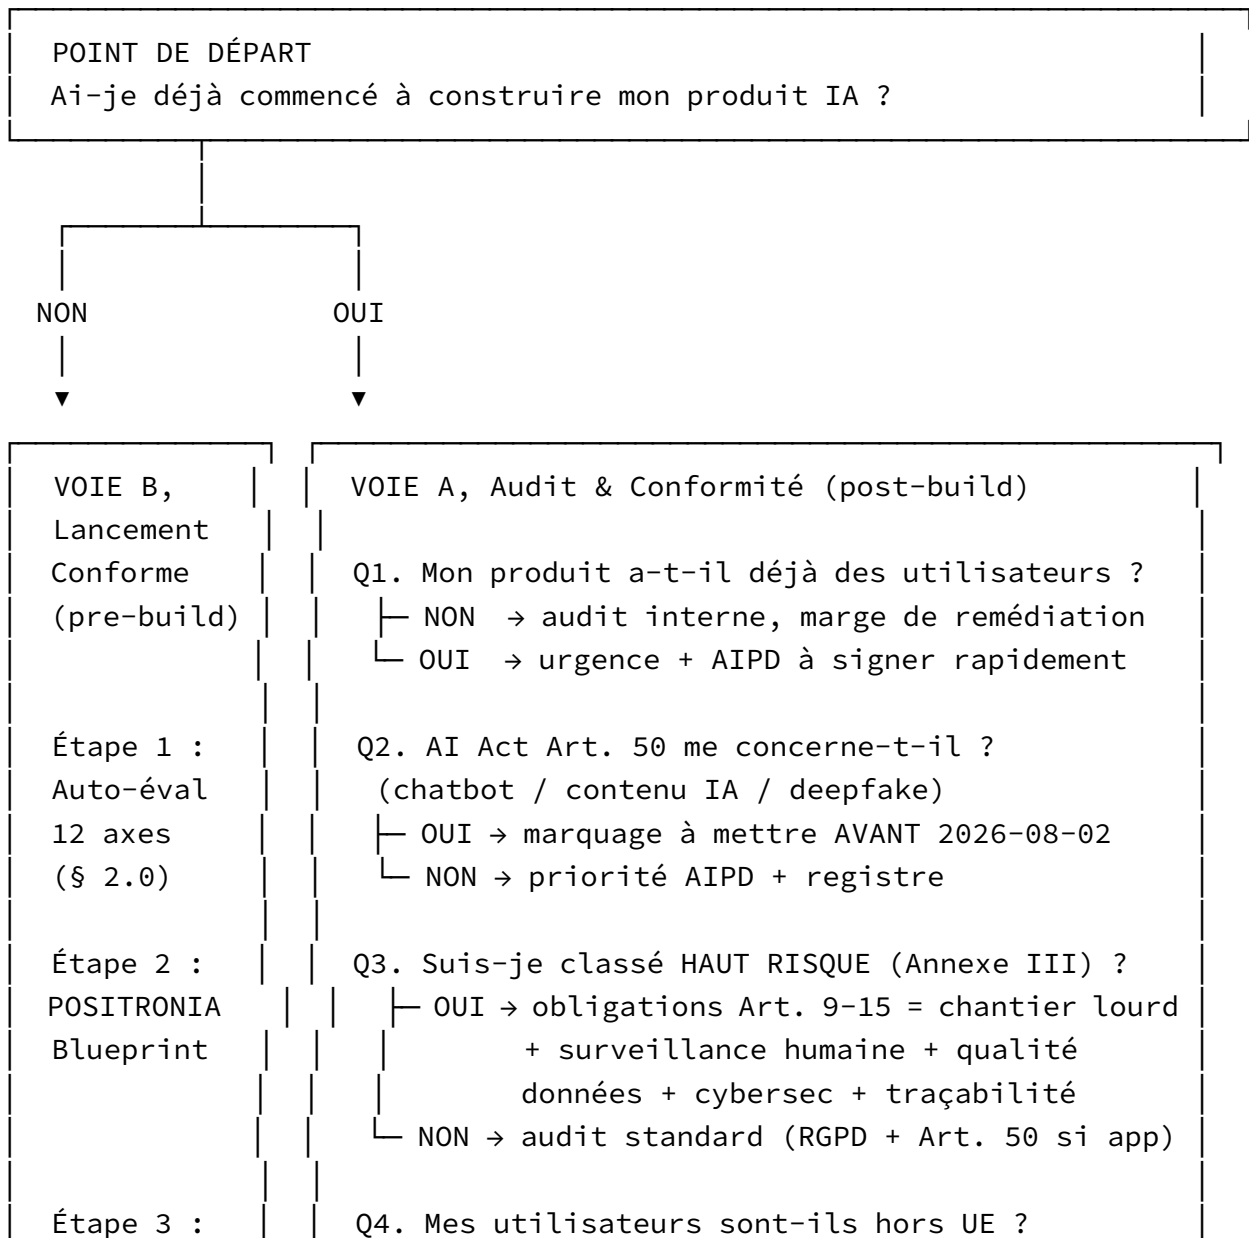 POINT DE DÉPART
Ai-je déjà commencé à construire mon produit IA ?
NON
OUI
VOIE B,
Lancement
Conforme
(pre-build)
Étape 1 :
Auto-éval
12 axes
(§ 2.0)
Étape 2 :
POSITRONIA
Blueprint
Étape 3 :
VOIE A, Audit & Conformité (post-build)
Q1. Mon produit a-t-il déjà des utilisateurs ?
NON → audit interne, marge de remédiation
OUI → urgence + AIPD à signer rapidement
Q2. AI Act Art. 50 me concerne-t-il ?
(chatbot / contenu IA / deepfake)
OUI → marquage à mettre AVANT 2026-08-02
NON → priorité AIPD + registre
Q3. Suis-je classé HAUT RISQUE (Annexe III) ?
OUI → obligations Art. 9-15 = chantier lourd
+ surveillance humaine + qualité
données + cybersec + traçabilité
NON → audit standard (RGPD + Art. 50 si app)
Q4. Mes utilisateurs sont-ils hors UE ?